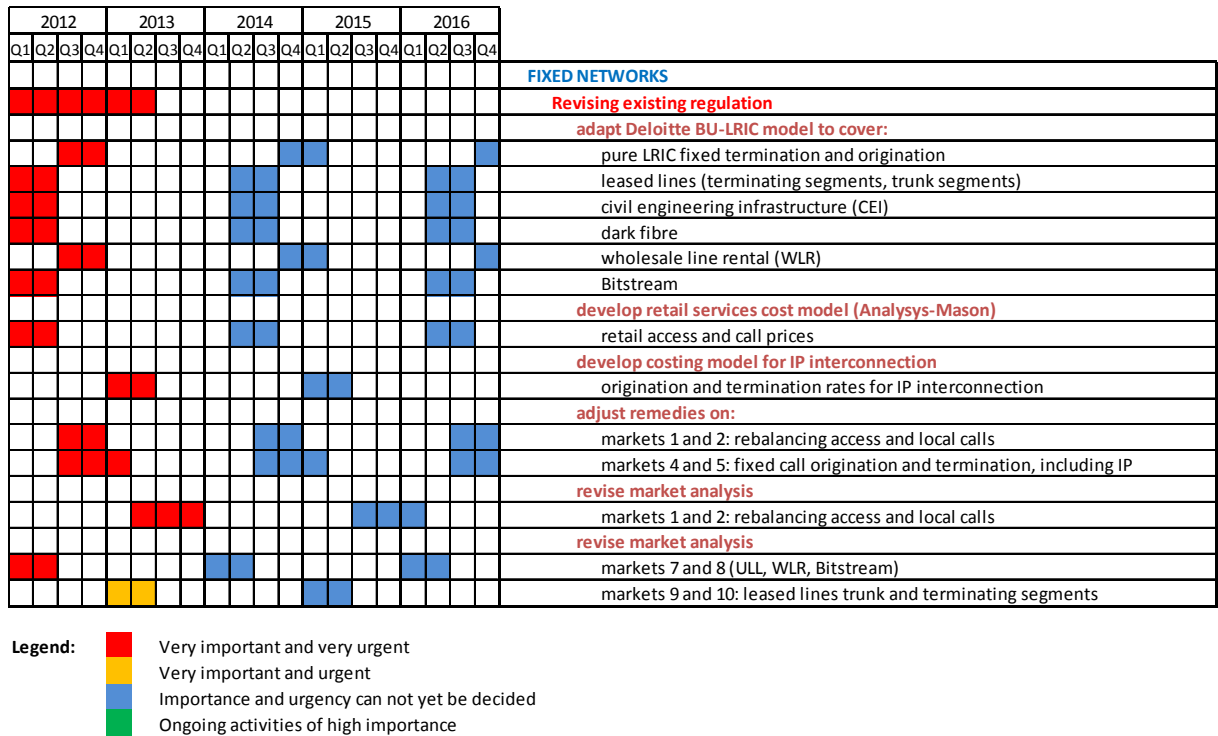 2012 2013 2014 2015 2016
Q1 Q2 Q3 Q4 Q1 Q2 Q3 Q4 Q1 Q2 Q3 Q4 Q1 Q2 Q3 Q4 Q1 Q2 Q3 Q4
FIXED NETWORKS
Revising existing regulation
adapt Deloitte BU-LRIC model to cover:
pure LRIC fixed termination and origination
leased lines (terminating segments, trunk segments)
civil engineering infrastructure (CEI)
dark fibre
wholesale line rental (WLR)
Bitstream
develop retail services cost model (Analysys-Mason)
retail access and call prices
develop costing model for IP interconnection
origination and termination rates for IP interconnection
adjust remedies on:
markets 1 and 2: rebalancing access and local calls
markets 4 and 5: fixed call origination and termination, including IP
revise market analysis
markets 1 and 2: rebalancing access and local calls
revise market analysis
markets 7 and 8 (ULL, WLR, Bitstream)
markets 9 and 10: leased lines trunk and terminating segments
Legend: Very important and very urgent
Very important and urgent
Importance and urgency can not yet be decided
Ongoing activities of high importance